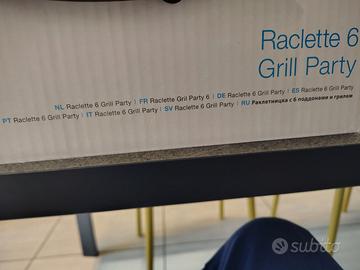 Raclette 6
Grill Party
NL Raclette 6 Grill Party | FR Raclette Gril Party 6 | DE Raclette 6 Grill Party | ES Raclette 6 Grill Party
PT Raclette 6 Grill Party | IT Raclette 6 Grill Party | SV Raclette 6 Grill Party | RU Раклетница с 6 поддонами и грилем
subito